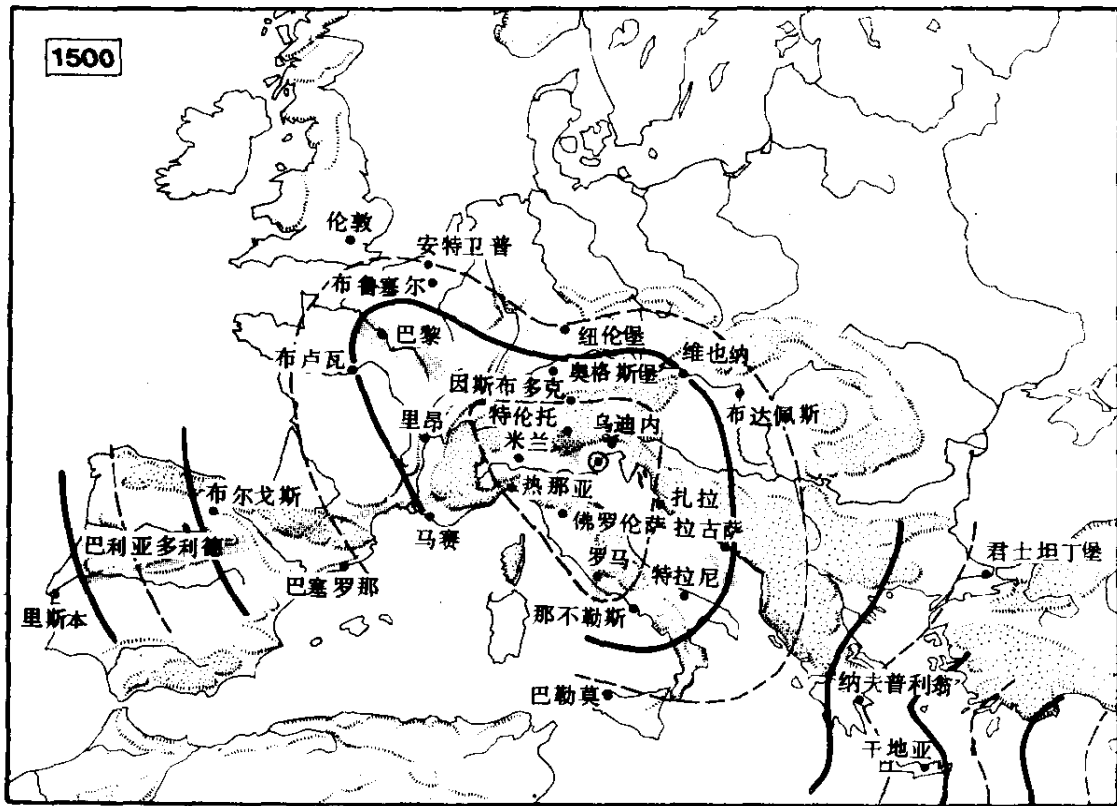 1500
伦敦
安特卫普
布鲁塞尔
巴黎
纽伦堡
布卢瓦
维也纳
奥格斯堡
因斯布多克
布达佩斯
里昂
特伦托
乌迪内
米兰
布尔戈斯
热那亚
扎拉
佛罗伦萨
拉古萨
马赛
巴利亚多利德
君士坦丁堡
罗马
特拉尼
巴塞罗那
里斯本
那不勒斯
巴勒莫
纳夫普利翁
干地亚